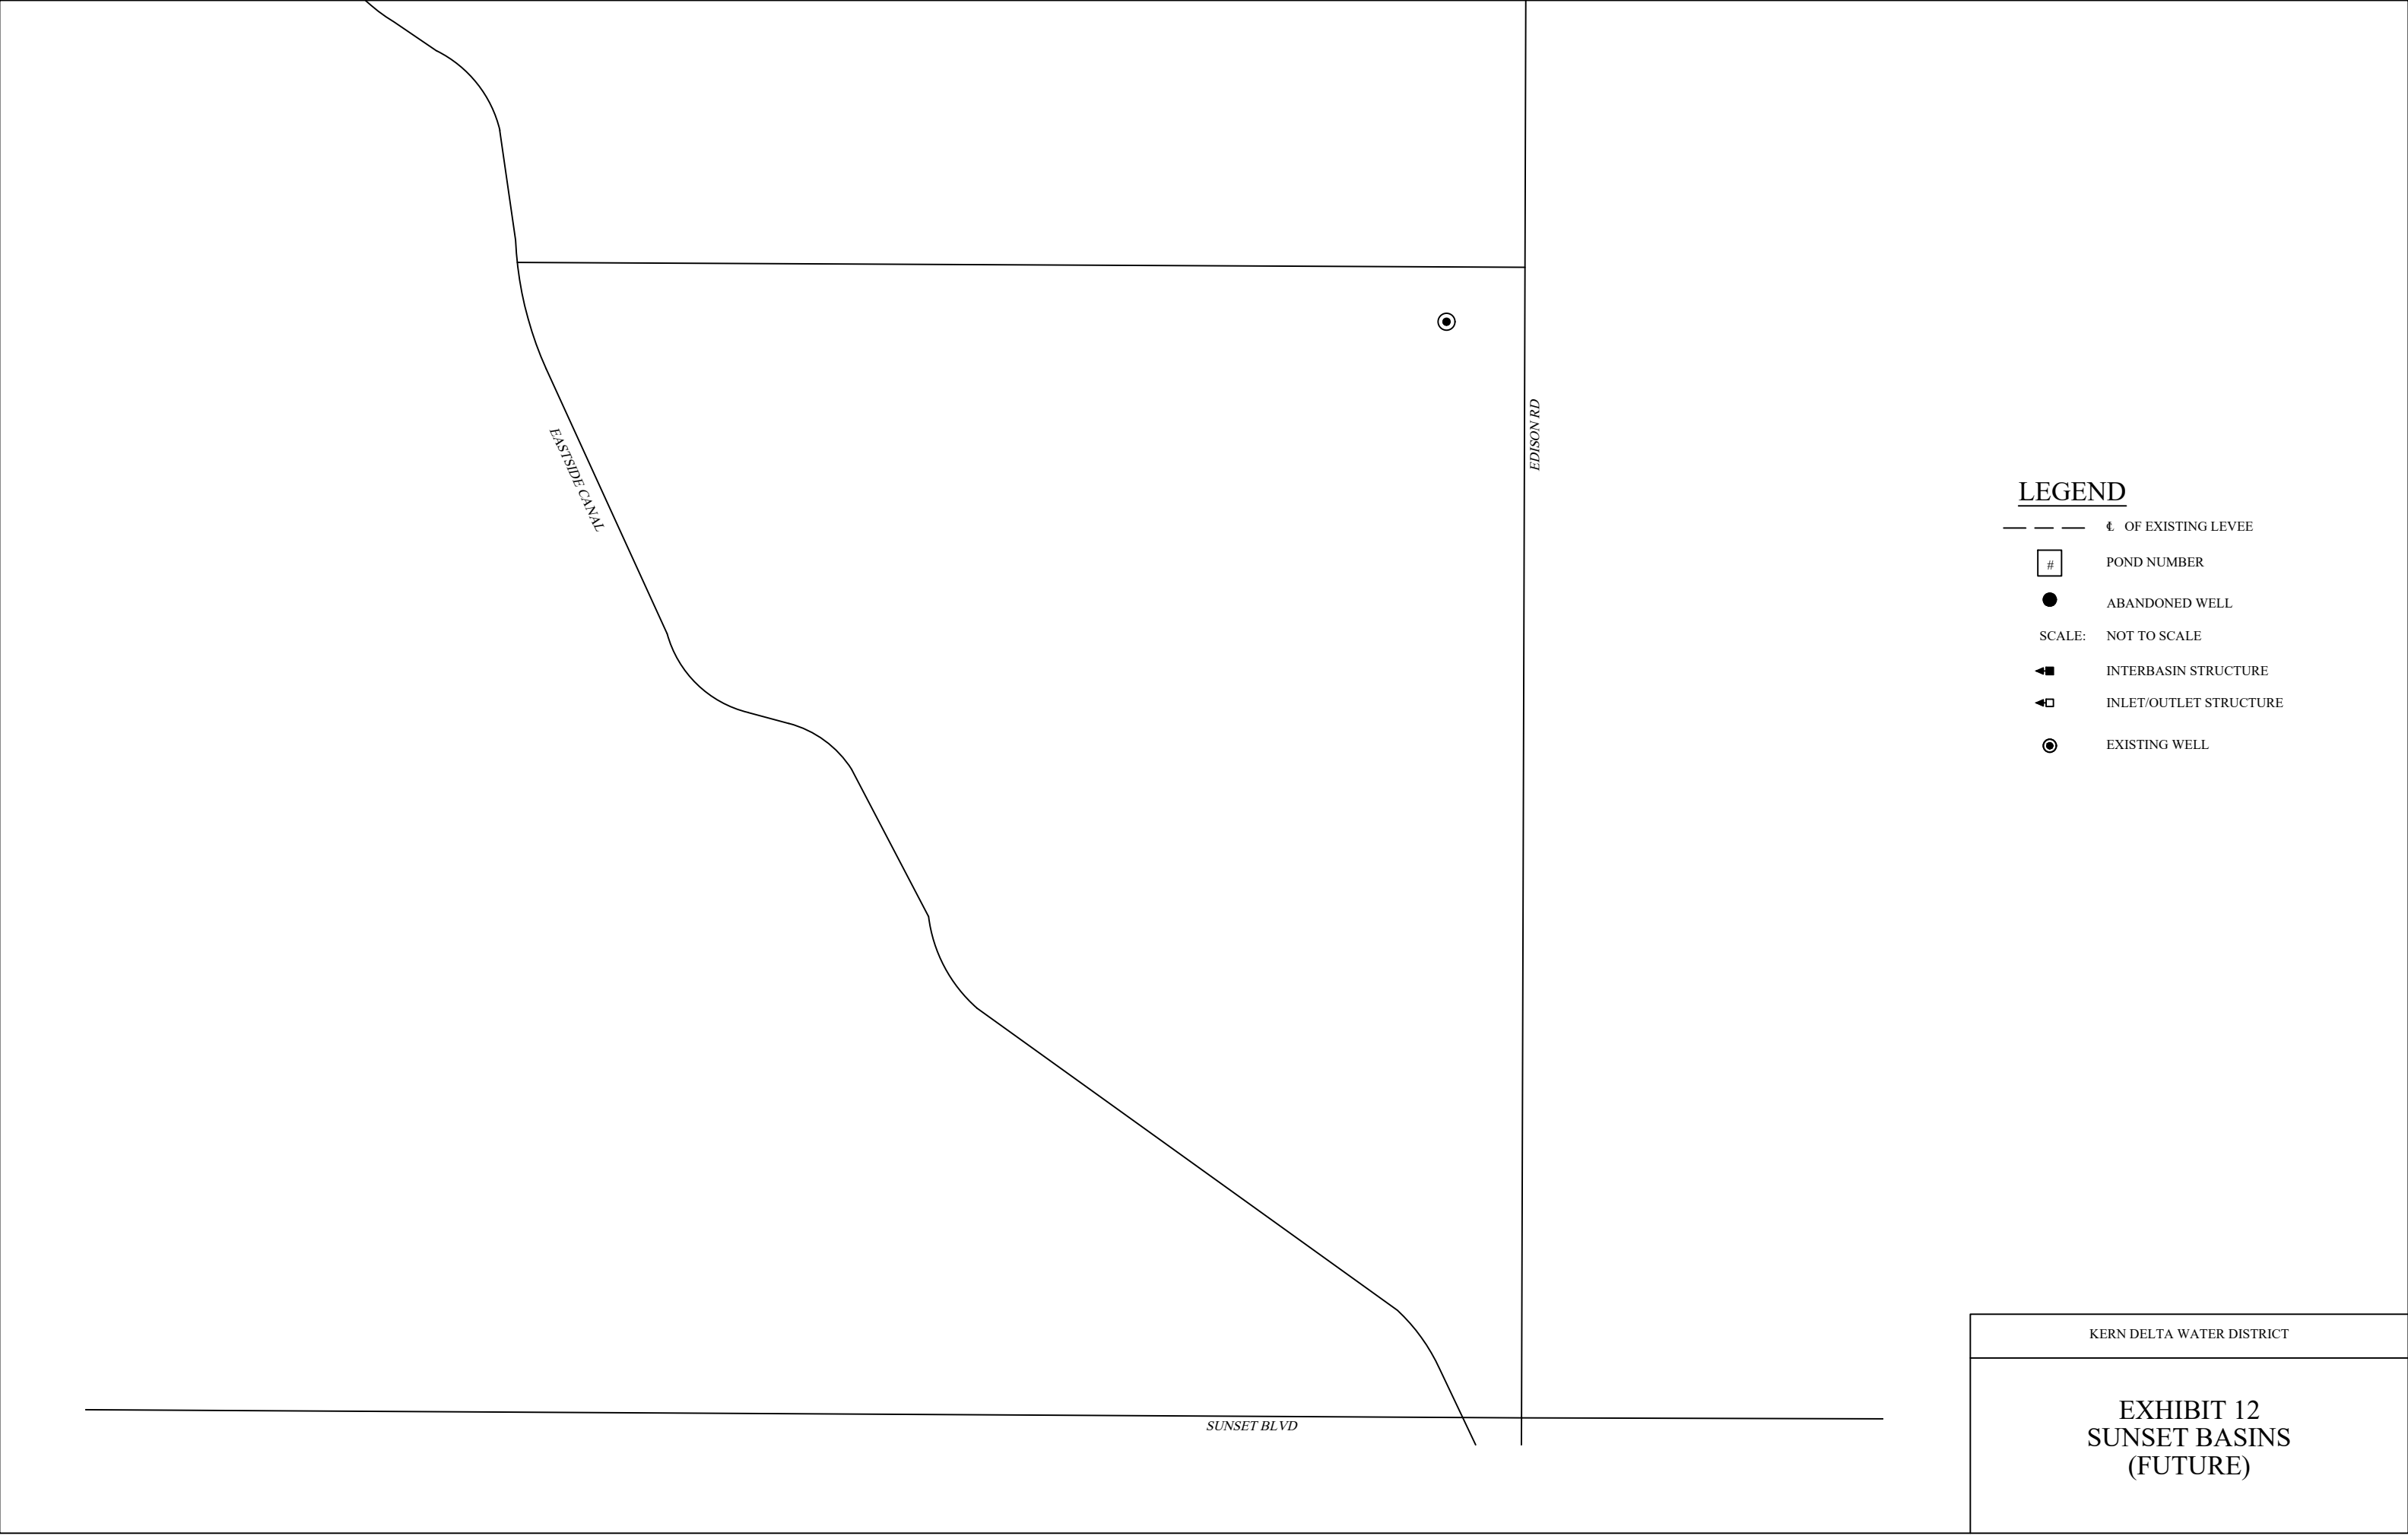 EASTSIDE CANAL
EDISON RD
SUNSET BLVD
LEGEND
℄ OF EXISTING LEVEE
# POND NUMBER
ABANDONED WELL
SCALE: NOT TO SCALE
INTERBASIN STRUCTURE
INLET/OUTLET STRUCTURE
EXISTING WELL
KERN DELTA WATER DISTRICT
EXHIBIT 12
SUNSET BASINS
(FUTURE)